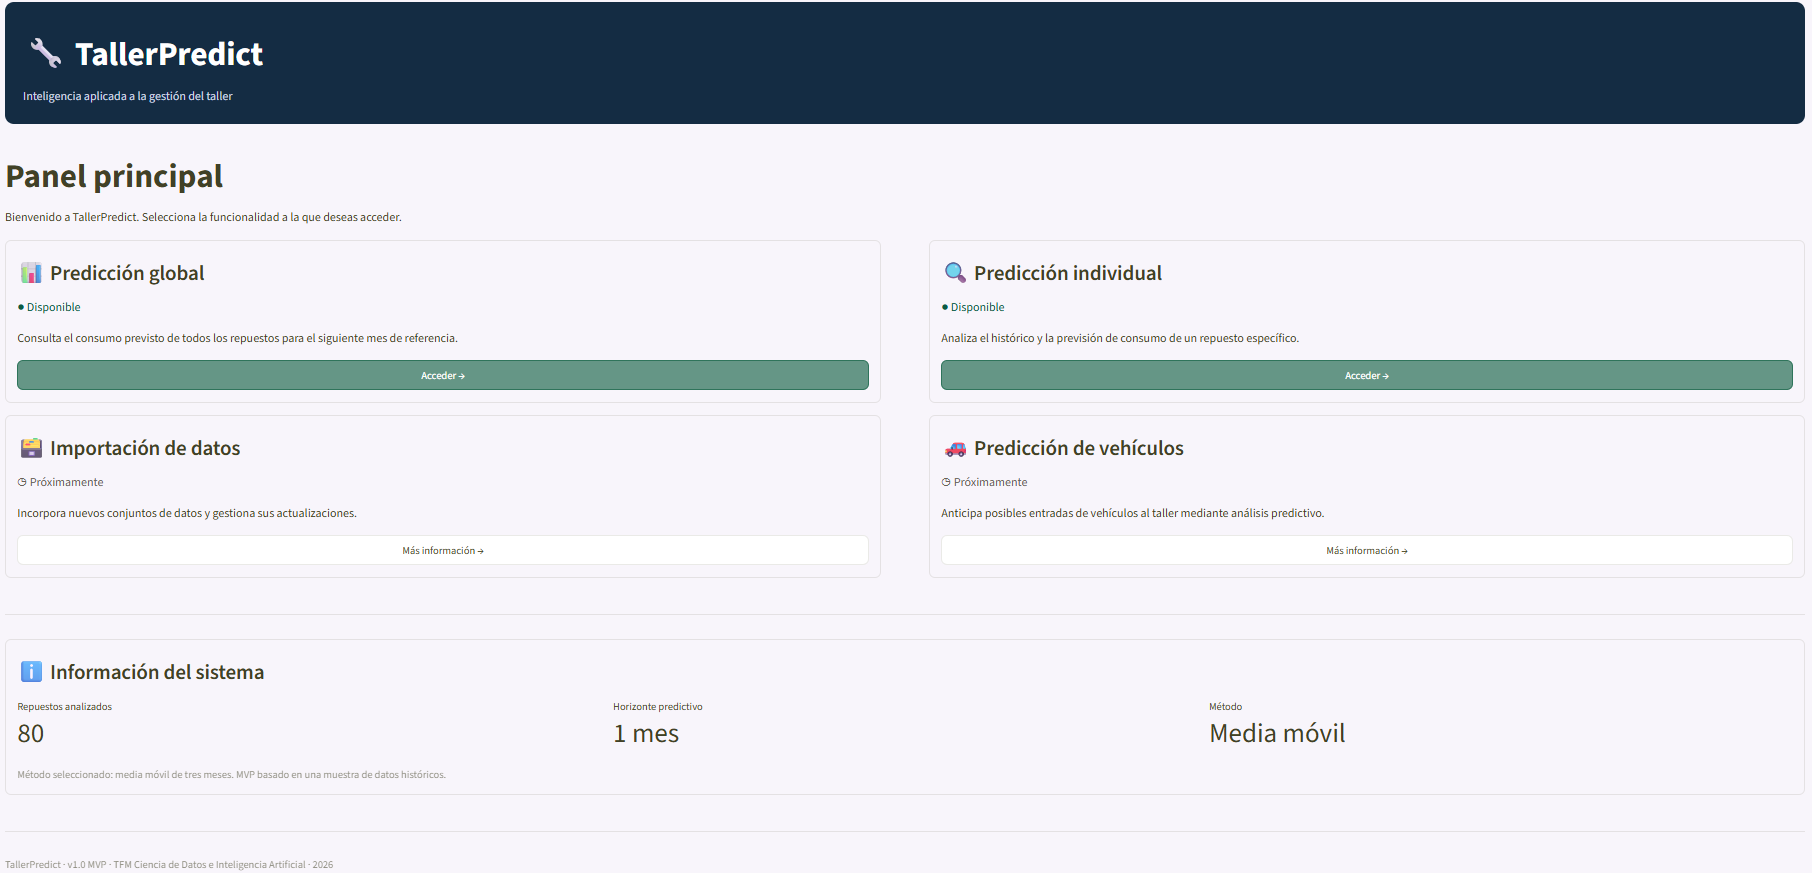 TallerPredict
Inteligencia aplicada a la gestión del taller
Panel principal
Bienvenido a TallerPredict. Selecciona la funcionalidad a la que deseas acceder.
Predicción global
● Disponible
Consulta el consumo previsto de todos los repuestos para el siguiente mes de referencia.
Acceder →
Predicción individual
● Disponible
Analiza el histórico y la previsión de consumo de un repuesto específico.
Acceder →
Importación de datos
◷ Próximamente
Incorpora nuevos conjuntos de datos y gestiona sus actualizaciones.
Más información →
Predicción de vehículos
◷ Próximamente
Anticipa posibles entradas de vehículos al taller mediante análisis predictivo.
Más información →
Información del sistema
Repuestos analizados
80
Horizonte predictivo
1 mes
Método
Media móvil
Método seleccionado: media móvil de tres meses. MVP basado en una muestra de datos históricos.
TallerPredict · v1.0 MVP · TFM Ciencia de Datos e Inteligencia Artificial · 2026